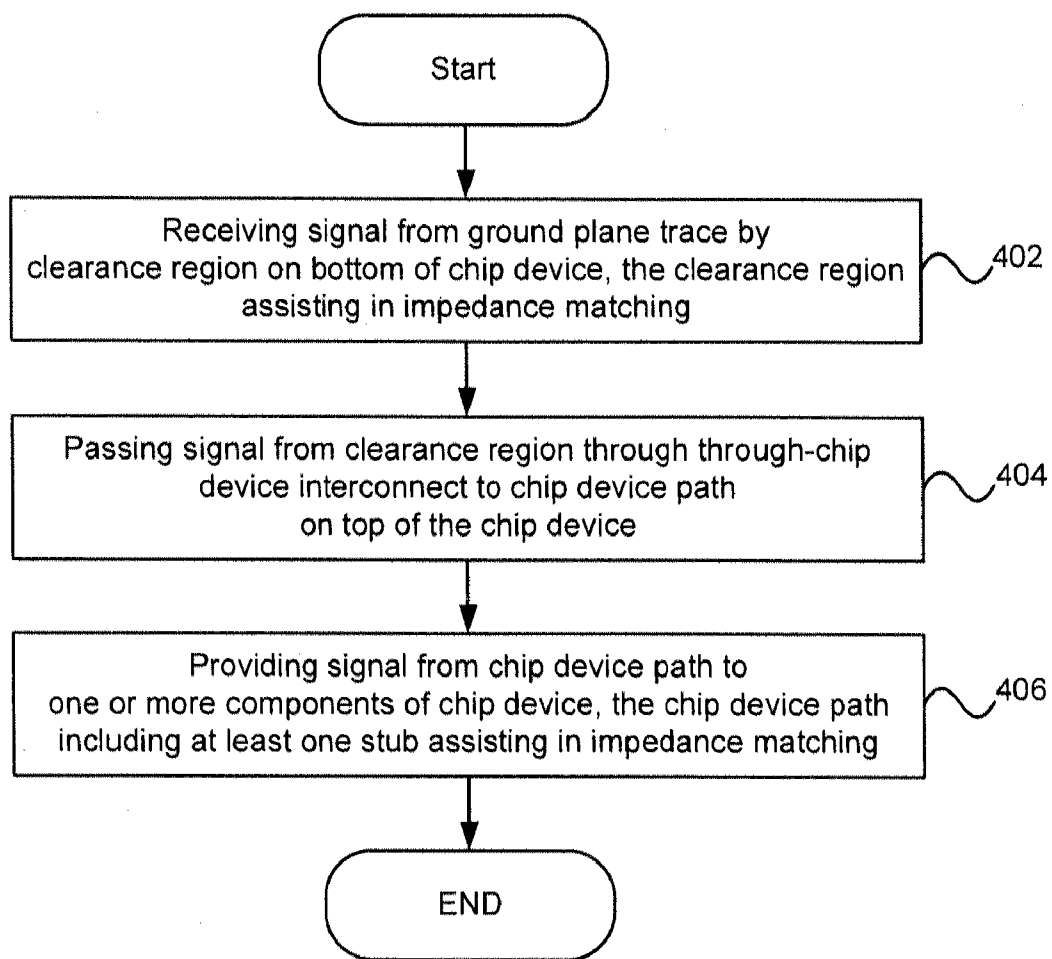 Start
Receiving signal from ground plane trace by
clearance region on bottom of chip device, the clearance region
assisting in impedance matching
402
Passing signal from clearance region through through-chip
device interconnect to chip device path
on top of the chip device
404
Providing signal from chip device path to
one or more components of chip device, the chip device path
including at least one stub assisting in impedance matching
406
END